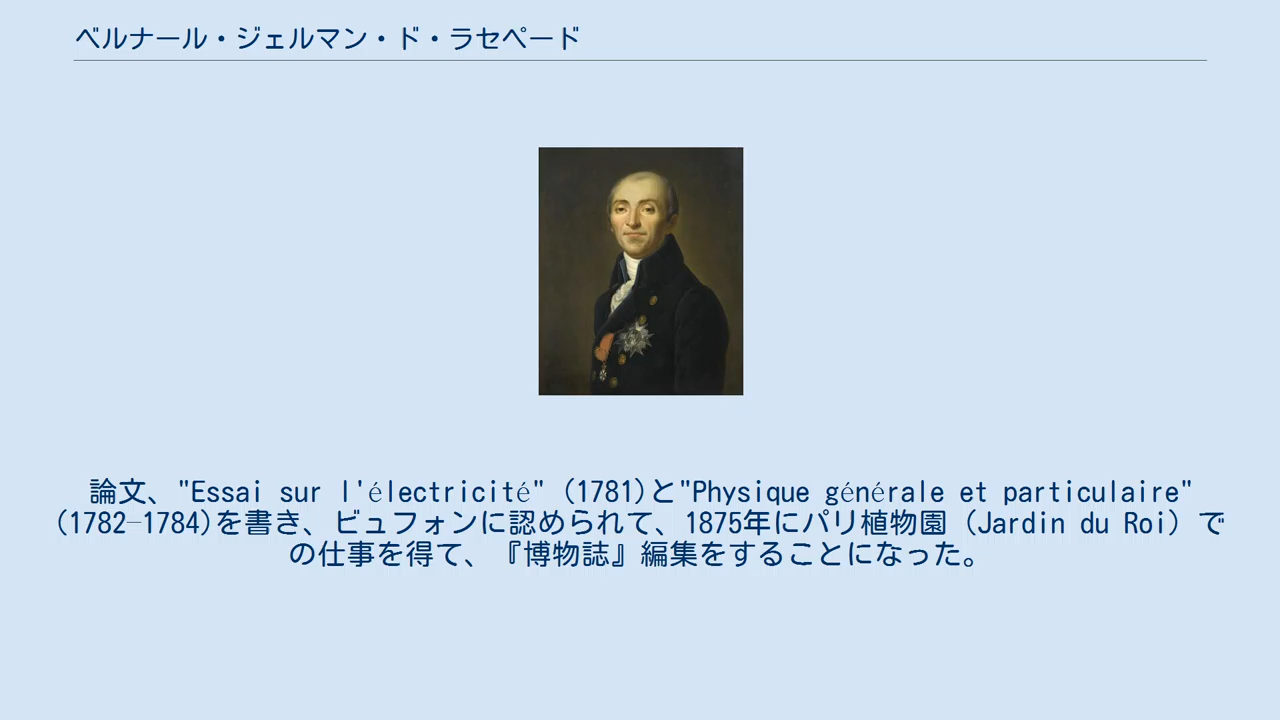 ベルナール・ジェルマン・ド・ラセペード
論文、"Essai sur l'électricité" (1781)と"Physique générale et particulaire"
(1782–1784)を書き、ビュフォンに認められて、1875年にパリ植物園（Jardin du Roi）で
の仕事を得て、『博物誌』編集をすることになった。